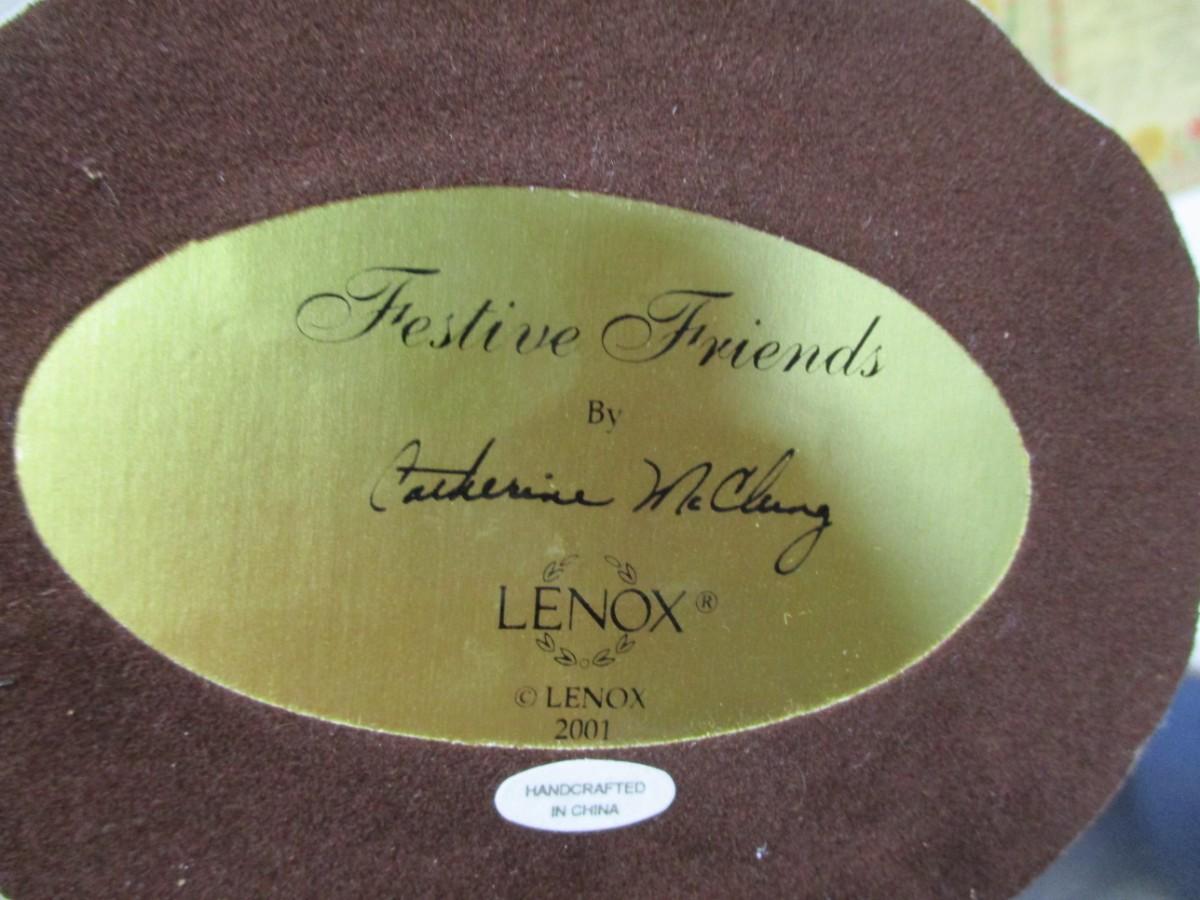 Festive Friends
By
Catherine McClung
LENOX®
© LENOX
2001
HANDCRAFTED
IN CHINA